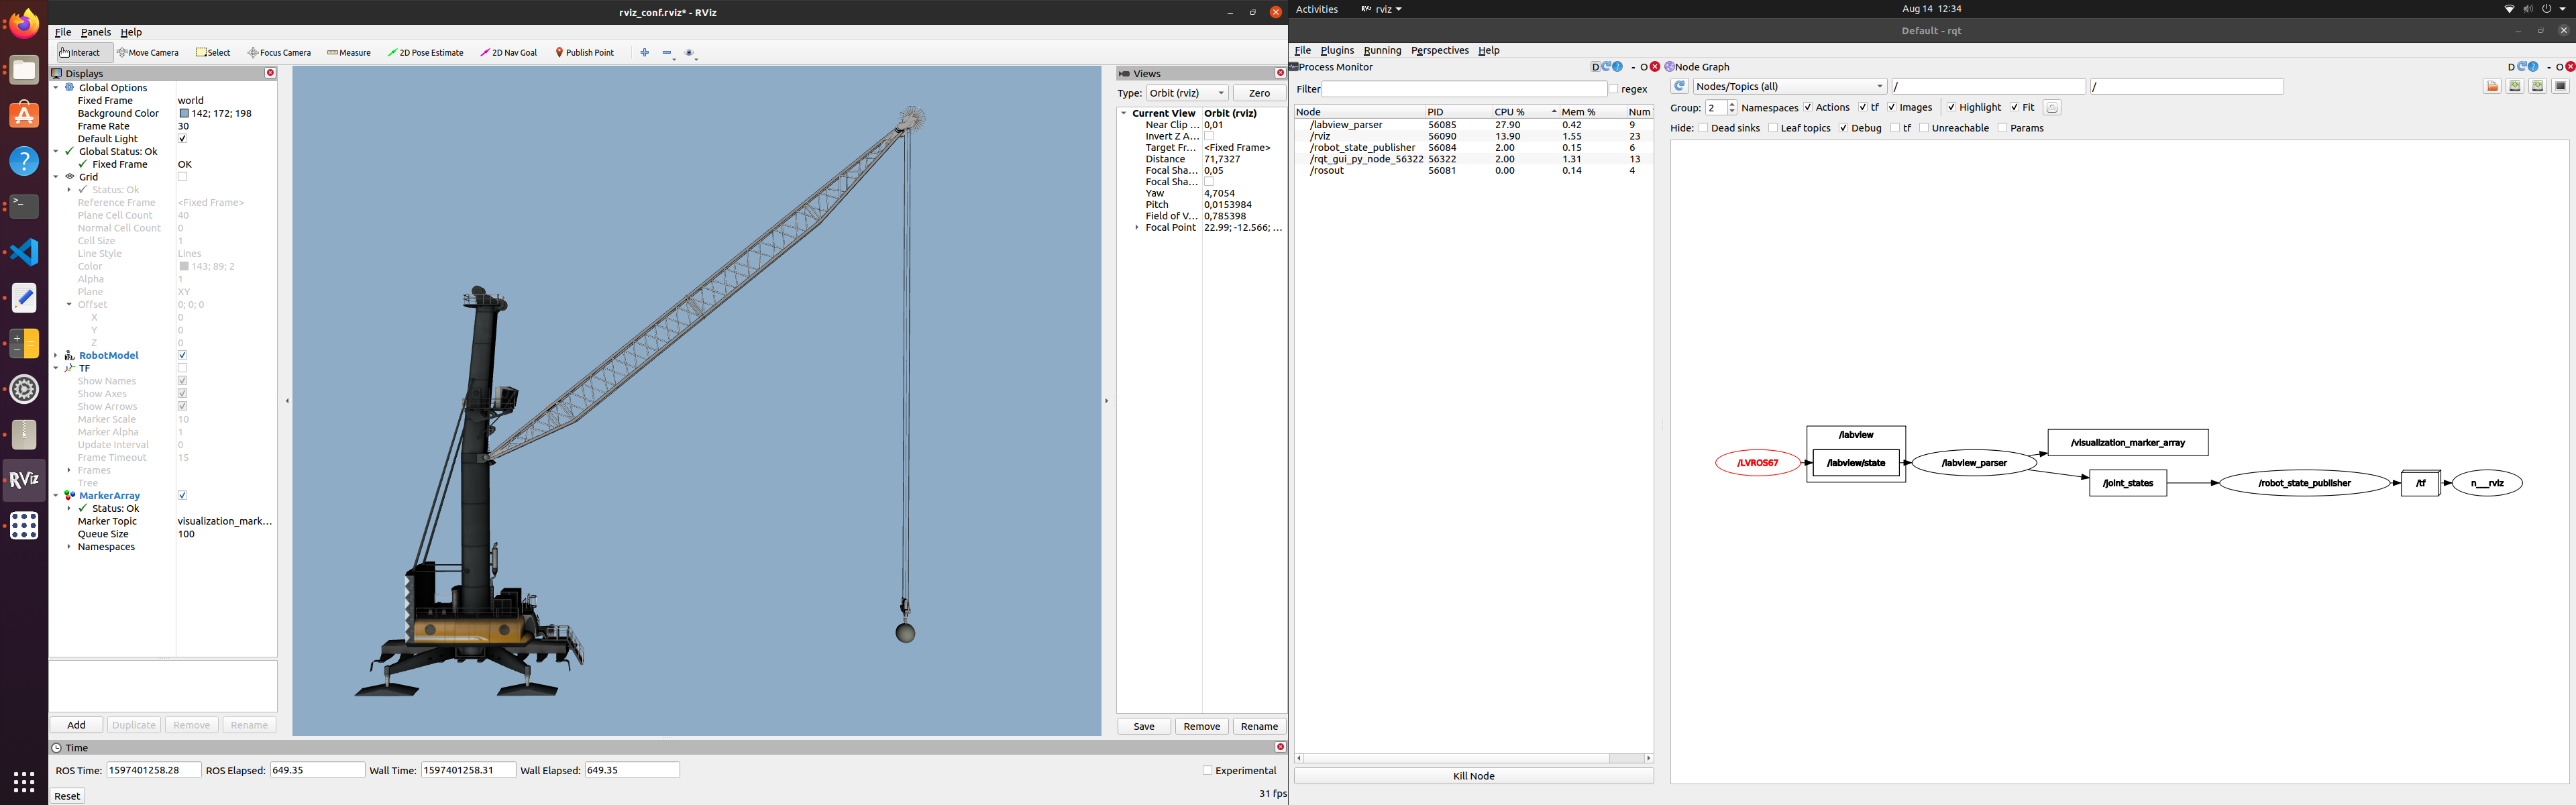 rviz_conf.rviz* - RViz
File Panels Help
Interact Move Camera Select Focus Camera Measure 2D Pose Estimate 2D Nav Goal Publish Point
Displays
Global Options
Fixed Frame world
Background Color 142; 172; 198
Frame Rate 30
Default Light
Global Status: Ok
Fixed Frame OK
Grid
Status: Ok
Reference Frame <Fixed Frame>
Plane Cell Count 40
Normal Cell Count 0
Cell Size 1
Line Style Lines
Color 143; 89; 2
Alpha 1
Plane XY
Offset 0; 0; 0
X 0
Y 0
Z 0
RobotModel
TF
Show Names
Show Axes
Show Arrows
Marker Scale 10
Marker Alpha 1
Update Interval 0
Frame Timeout 15
Frames
Tree
MarkerArray
Status: Ok
Marker Topic visualization_mark...
Queue Size 100
Namespaces
Add Duplicate Remove Rename
Views
Type: Orbit (rviz) Zero
Current View Orbit (rviz)
Near Clip ... 0,01
Invert Z A...
Target Fr... <Fixed Frame>
Distance 71,7327
Focal Sha... 0,05
Focal Sha...
Yaw 4,7054
Pitch 0,0153984
Field of V... 0,785398
Focal Point 22.99; -12.566; ...
Save Remove Rename
Time
ROS Time: 1597401258.28 ROS Elapsed: 649.35 Wall Time: 1597401258.31 Wall Elapsed: 649.35 Experimental
Reset 31 fps
RViz
Activities RViz rviz Aug 14 12:34
Default - rqt
File Plugins Running Perspectives Help
Process Monitor D - O
Filter regex
Node PID CPU % Mem % Num
/labview_parser 56085 27.90 0.42 9
/rviz 56090 13.90 1.55 23
/robot_state_publisher 56084 2.00 0.15 6
/rqt_gui_py_node_56322 56322 2.00 1.31 13
/rosout 56081 0.00 0.14 4
Kill Node
Node Graph D - O
Nodes/Topics (all) / /
Group: 2 Namespaces Actions tf Images Highlight Fit
Hide: Dead sinks Leaf topics Debug tf Unreachable Params
/LVROS67
/labview
/labview/state
/labview_parser
/visualization_marker_array
/joint_states
/robot_state_publisher
/tf
n___rviz